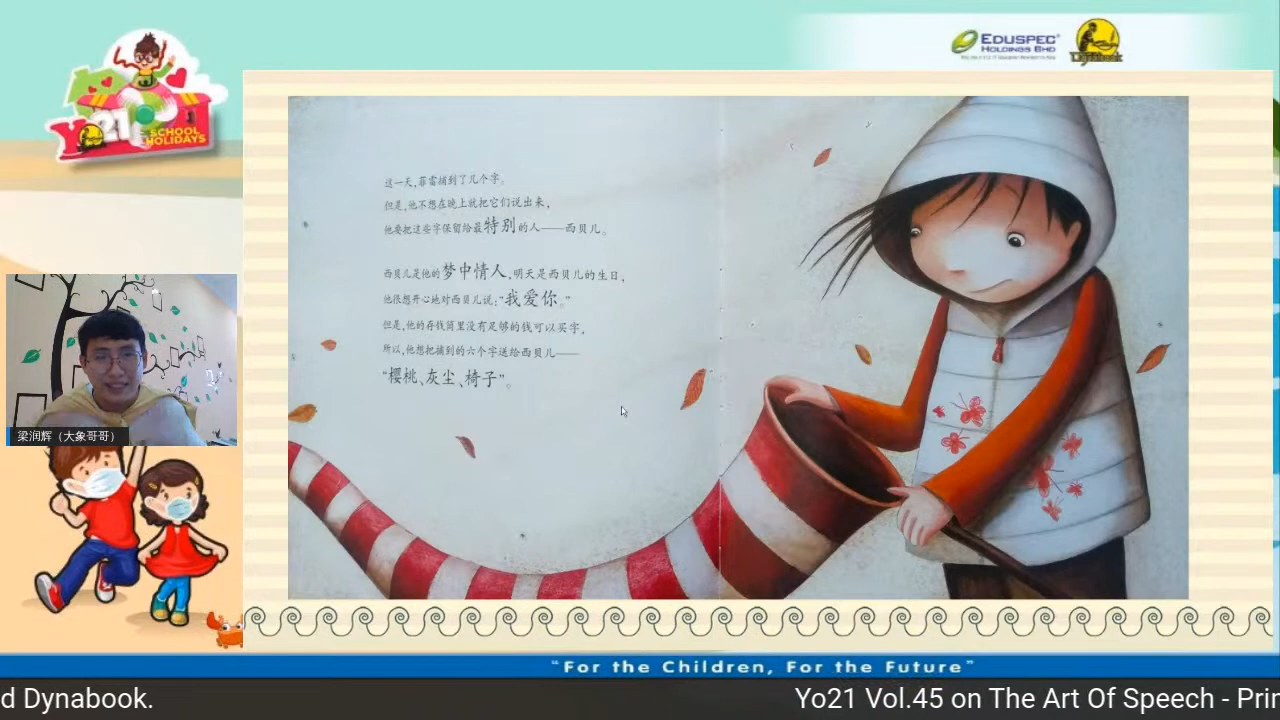 EDUSPEC
HOLDINGS BHD
Dynabook
Yo21
SCHOOL
HOLIDAYS
这一天,菲雷捕到了几个字。
但是,他不想在晚上就把它们说出来,
他要把这些字保留给最特别的人——西贝儿。
西贝儿是他的梦中情人,明天是西贝儿的生日,
他很想开心地对西贝儿说:“我爱你。”
但是,他的存钱筒里没有足够的钱可以买字,
所以,他想把捕到的六个字送给西贝儿——
“樱桃、灰尘、椅子”。
梁润辉（大象哥哥）
“For the Children, For the Future”
d Dynabook.
Yo21 Vol.45 on The Art Of Speech - Prin